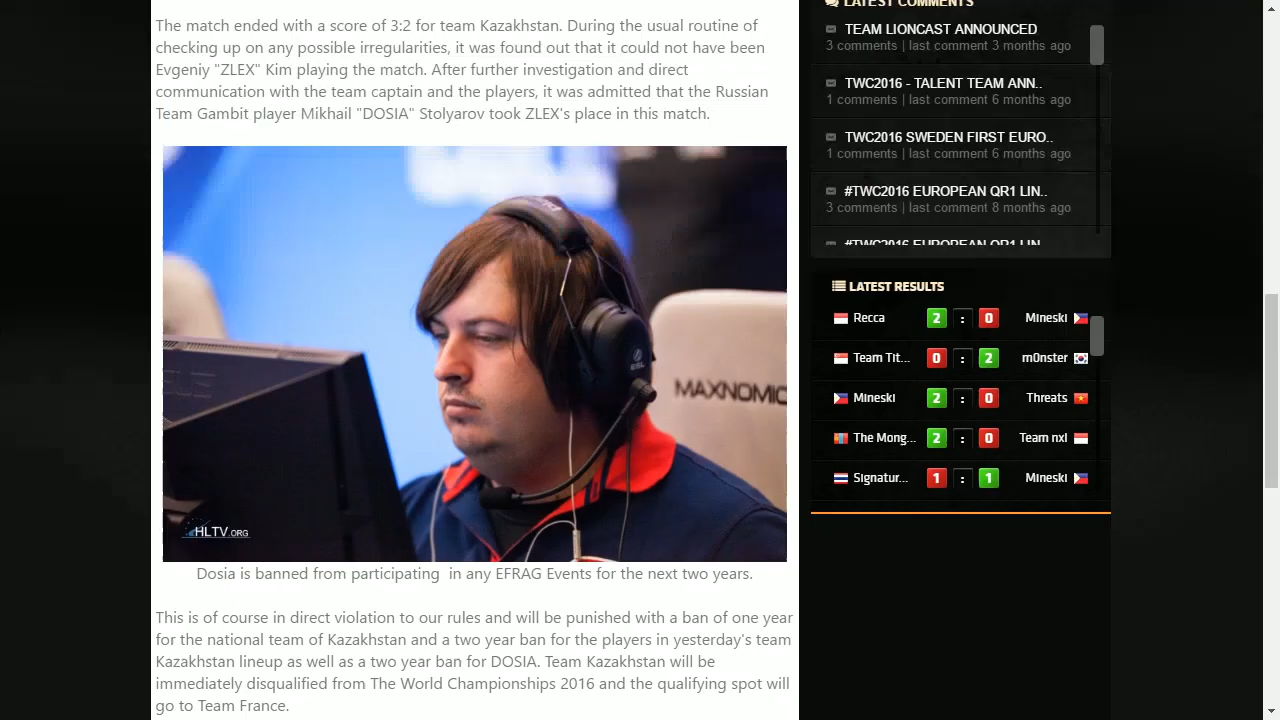 The match ended with a score of 3:2 for team Kazakhstan. During the usual routine of
checking up on any possible irregularities, it was found out that it could not have been
Evgeniy "ZLEX" Kim playing the match. After further investigation and direct
communication with the team captain and the players, it was admitted that the Russian
Team Gambit player Mikhail "DOSIA" Stolyarov took ZLEX's place in this match.
MAXNOMIC
HLTV.ORG
Dosia is banned from participating  in any EFRAG Events for the next two years.
This is of course in direct violation to our rules and will be punished with a ban of one year
for the national team of Kazakhstan and a two year ban for the players in yesterday's team
Kazakhstan lineup as well as a two year ban for DOSIA. Team Kazakhstan will be
immediately disqualified from The World Championships 2016 and the qualifying spot will
go to Team France.
LATEST COMMENTS
TEAM LIONCAST ANNOUNCED
3 comments | last comment 3 months ago
TWC2016 - TALENT TEAM ANN..
1 comments | last comment 6 months ago
TWC2016 SWEDEN FIRST EURO..
1 comments | last comment 6 months ago
#TWC2016 EUROPEAN QR1 LIN..
3 comments | last comment 8 months ago
#TWC2016 EUROPEAN QR1 LIN..
LATEST RESULTS
Recca 2 : 0 Mineski
Team Tit... 0 : 2 m0nster
Mineski 2 : 0 Threats
The Mong... 2 : 0 Team nxl
Signatur... 1 : 1 Mineski